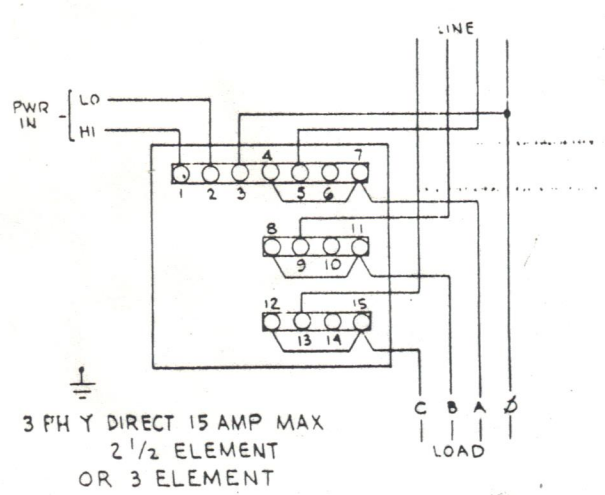 LINE
PWR IN
LO
HI
4 7
1 2 3 5 6
8 11
9 10
12 15
13 14
C B A Ø
LOAD
3 PH Y DIRECT 15 AMP MAX
2 1/2 ELEMENT
OR 3 ELEMENT